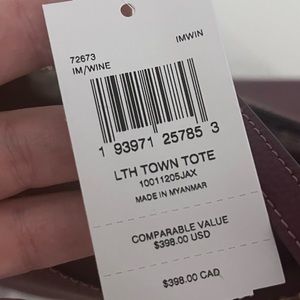 72673
IM/WINE
IMWIN
1 93971 25785 3
LTH TOWN TOTE
10011205JAX
MADE IN MYANMAR
COMPARABLE VALUE
$398.00 USD
$398.00 CAD